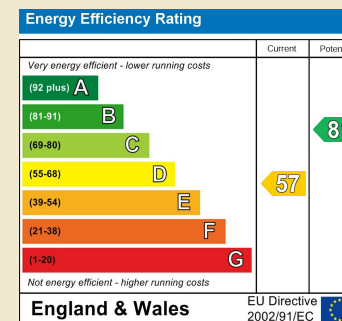 Energy Efficiency Rating
Current
Very energy efficient - lower running costs
(92 plus) A
(81-91) B
(69-80) C
(55-68) D
57
(39-54) E
(21-38) F
(1-20) G
Not energy efficient - higher running costs
England & Wales
EU Directive
2002/91/EC